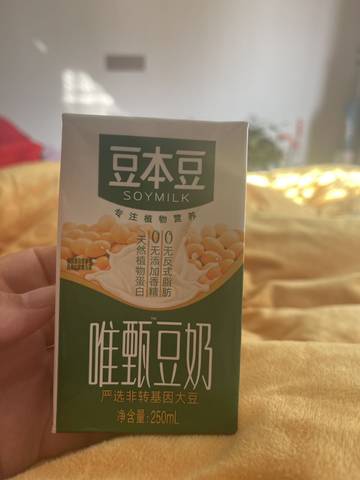 豆本豆
SOYMILK
专注植物营养
天然植物蛋白
0无添加香精
0无反式脂肪
唯甄豆奶
严选非转基因大豆
净含量:250mL